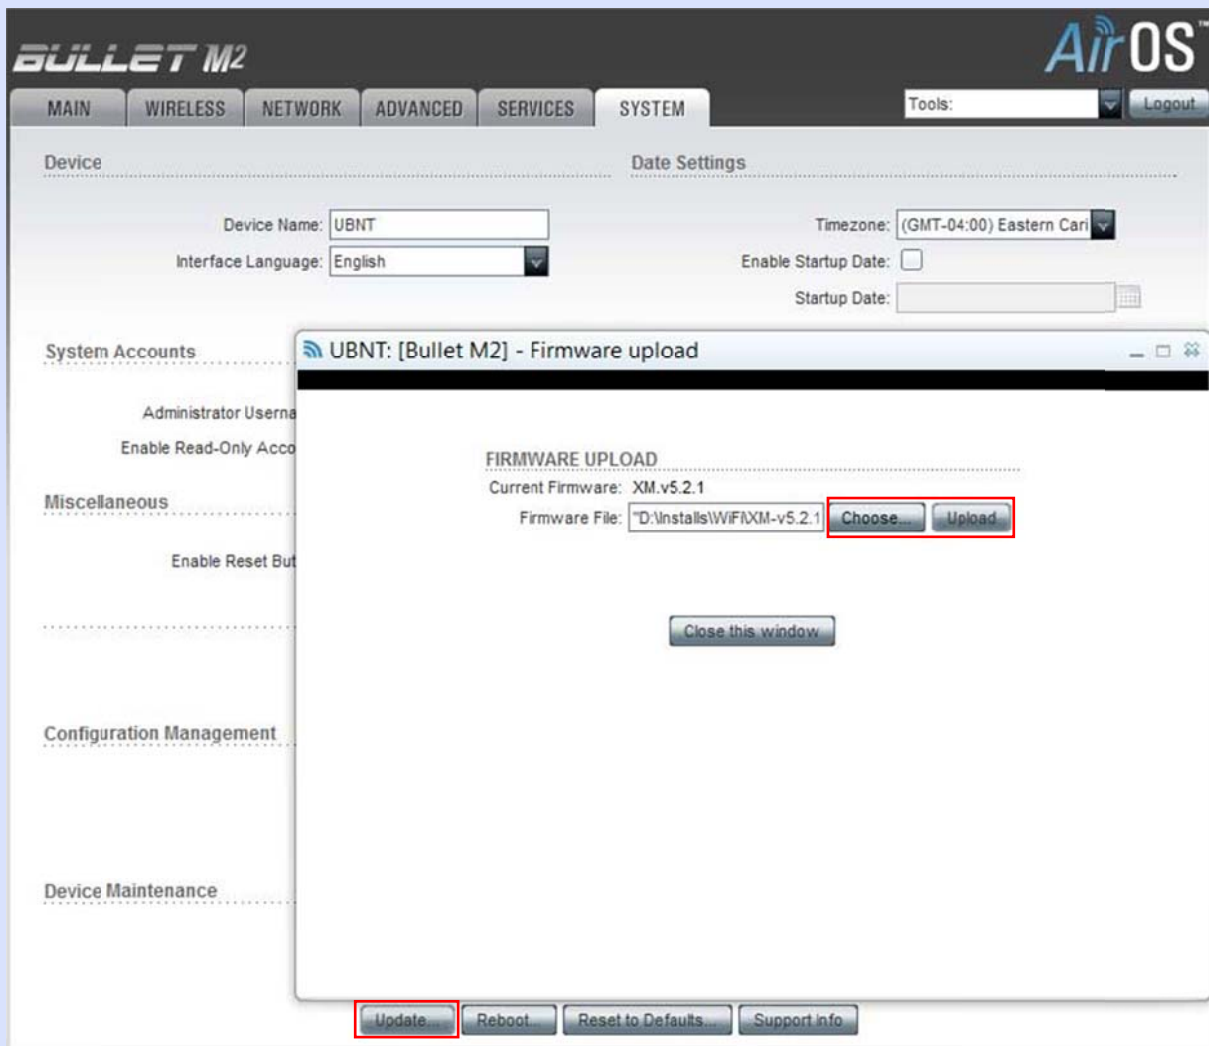 BULLET M2
AirOS™
MAIN WIRELESS NETWORK ADVANCED SERVICES SYSTEM Tools: Logout
Device Date Settings
Device Name: UBNT Timezone: (GMT-04:00) Eastern Cari
Interface Language: English Enable Startup Date:
Startup Date:
System Accounts
UBNT: [Bullet M2] - Firmware upload
Administrator Userna
Enable Read-Only Acco
FIRMWARE UPLOAD
Current Firmware: XM.v5.2.1
Miscellaneous
Firmware File: "D:\Installs\WiFi\XM-v5.2.1 Choose... Upload
Enable Reset But
Close this window
Configuration Management
Device Maintenance
Update... Reboot... Reset to Defaults... Support Info